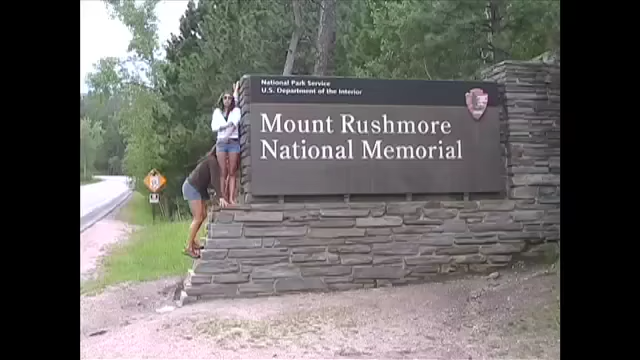 National Park Service
U.S. Department of the Interior
Mount Rushmore
National Memorial